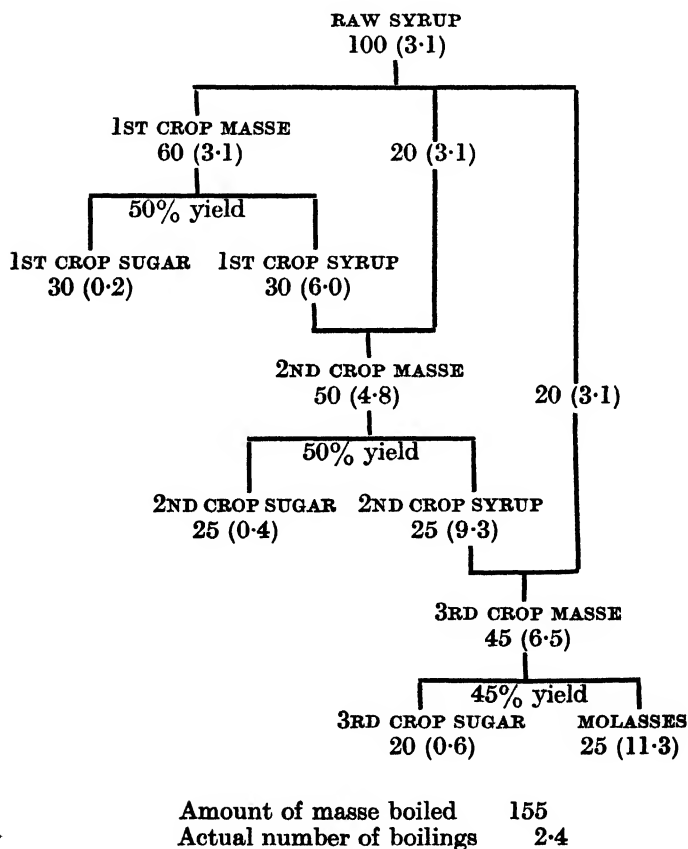 RAW SYRUP
100 (3·1)
1ST CROP MASSE
60 (3·1)
20 (3·1)
50% yield
1ST CROP SUGAR 1ST CROP SYRUP
30 (0·2) 30 (6·0)
2ND CROP MASSE
50 (4·8)
20 (3·1)
50% yield
2ND CROP SUGAR 2ND CROP SYRUP
25 (0·4) 25 (9·3)
3RD CROP MASSE
45 (6·5)
45% yield
3RD CROP SUGAR MOLASSES
20 (0·6) 25 (11·3)
Amount of masse boiled 155
Actual number of boilings 2·4